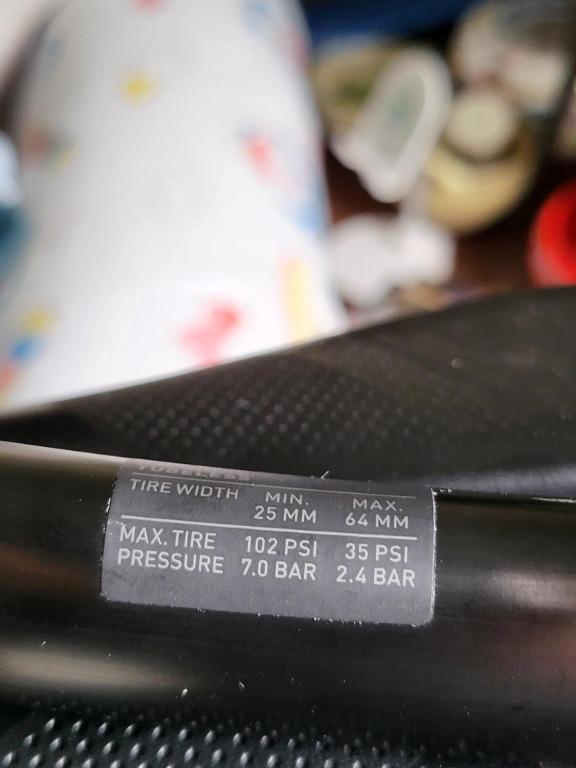 TUBELESS
TIRE WIDTH MIN. 25 MM MAX. 64 MM
MAX. TIRE PRESSURE 102 PSI 7.0 BAR 35 PSI 2.4 BAR